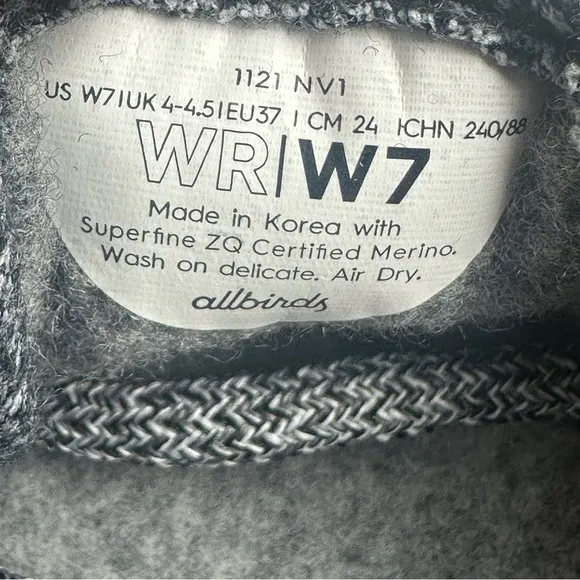 1121 NV1
US W7|UK 4-4.5|EU37 | CM 24 |CHN 240/88
WR|W7
Made in Korea with
Superfine ZQ Certified Merino.
Wash on delicate. Air Dry.
allbirds